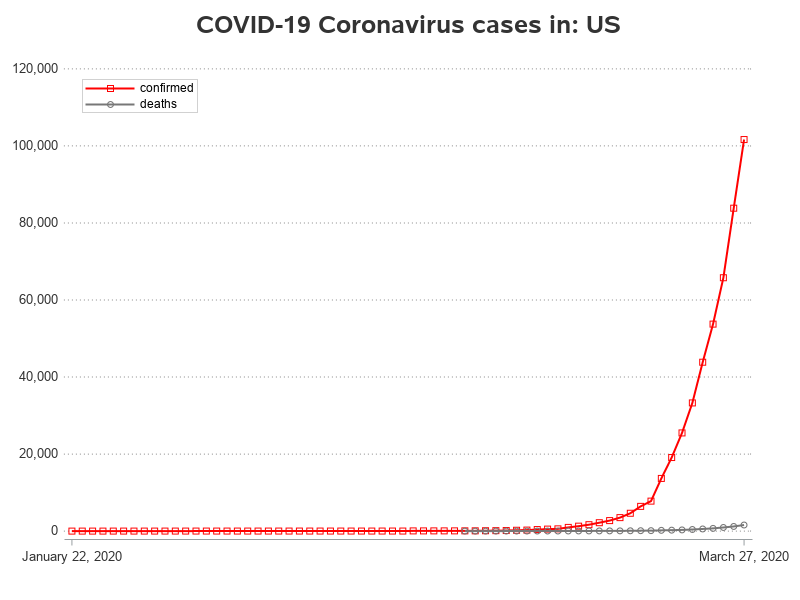 COVID-19 Coronavirus cases in: US
120,000
confirmed
deaths
100,000
80,000
60,000
40,000
20,000
0
January 22, 2020
March 27, 2020